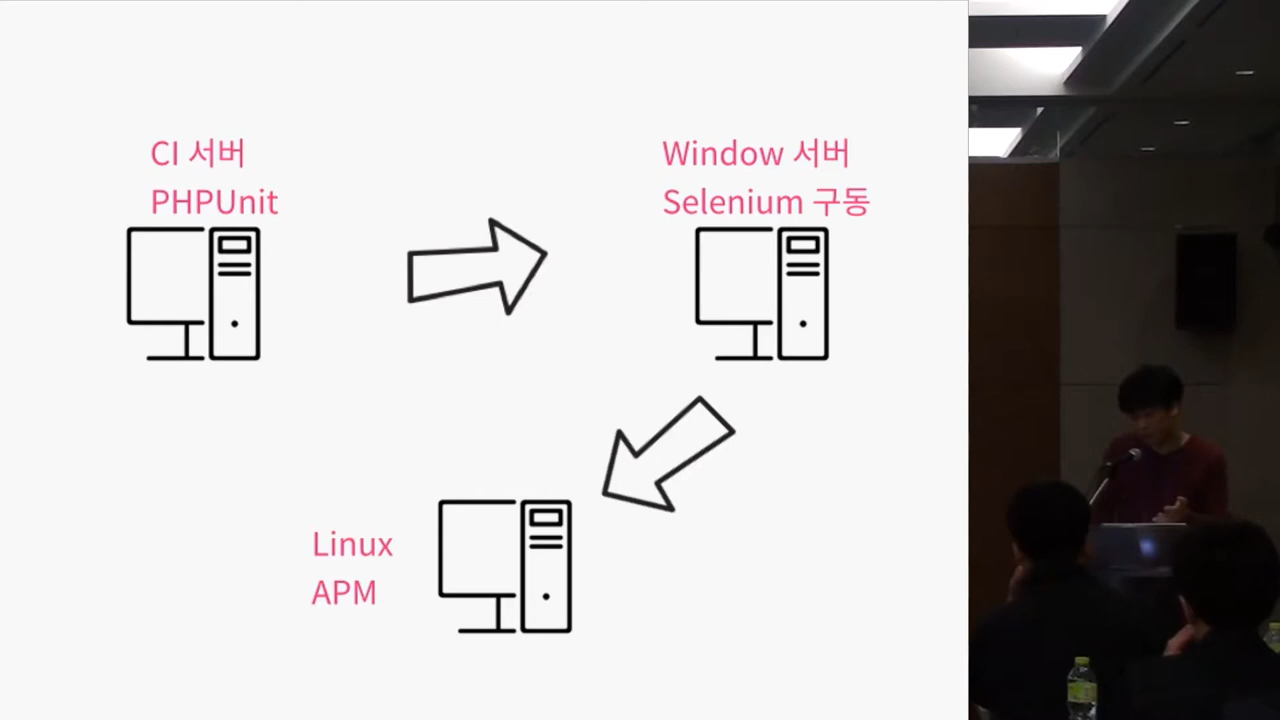 CI 서버
PHPUnit
Window 서버
Selenium 구동
Linux
APM